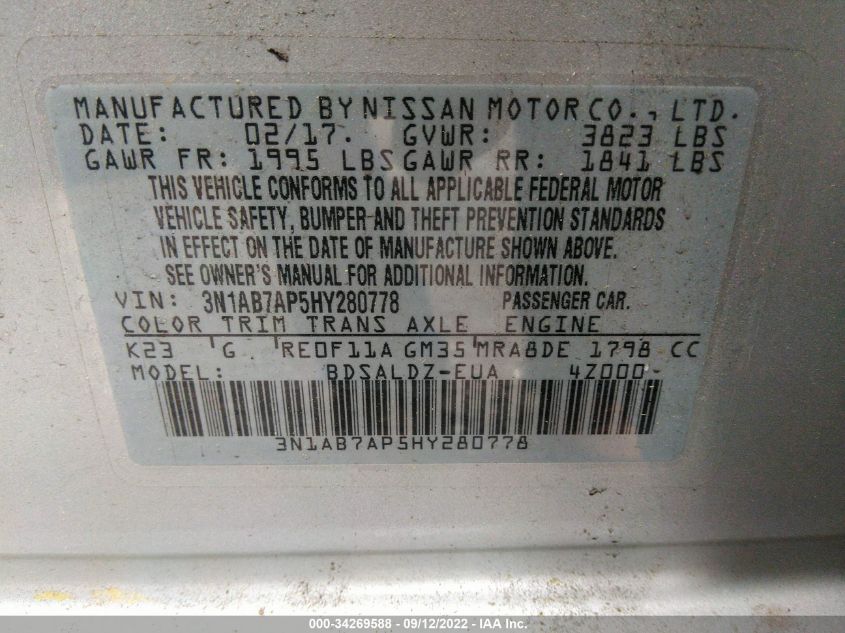 MANUFACTURED BY NISSAN MOTOR CO., LTD.
DATE: 02/17. GVWR: 3823 LBS
GAWR FR: 1995 LBS GAWR RR: 1841 LBS
THIS VEHICLE CONFORMS TO ALL APPLICABLE FEDERAL MOTOR
VEHICLE SAFETY, BUMPER AND THEFT PREVENTION STANDARDS
IN EFFECT ON THE DATE OF MANUFACTURE SHOWN ABOVE.
SEE OWNER'S MANUAL FOR ADDITIONAL INFORMATION.
VIN: 3N1AB7AP5HY280778 PASSENGER CAR.
COLOR TRIM TRANS AXLE ENGINE
K23 'G 'RE0F11A GM35'MRA8DE 1798 CC
MODEL: BDSALDZ-EUA 4Z000-
3N1AB7AP5HY280778
000-34269588 - 09/12/2022 - IAA Inc.